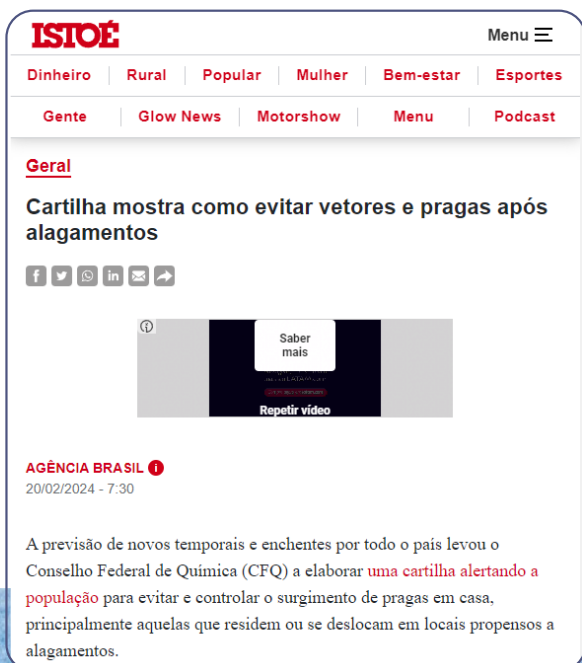 ISTOÉ
Menu
Dinheiro Rural Popular Mulher Bem-estar Esportes
Gente Glow News Motorshow Menu Podcast
Geral
Cartilha mostra como evitar vetores e pragas após
alagamentos
Saber
mais
Repetir vídeo
AGÊNCIA BRASIL
20/02/2024 - 7:30
A previsão de novos temporais e enchentes por todo o país levou o
Conselho Federal de Química (CFQ) a elaborar uma cartilha alertando a
população para evitar e controlar o surgimento de pragas em casa,
principalmente aquelas que residem ou se deslocam em locais propensos a
alagamentos.